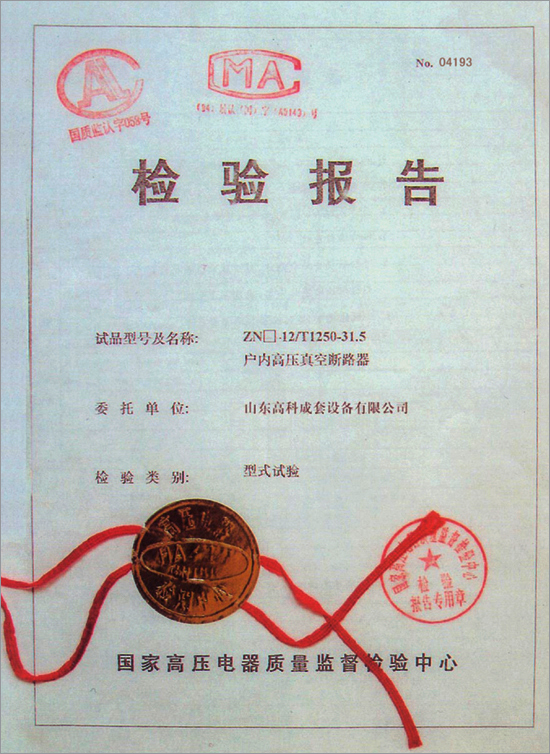 No. 04193
CAL
CMA
国质监认字059号
检验报告
试品型号及名称: ZN□-12/T1250-31.5
户内高压真空断路器
委托单位: 山东高科成套设备有限公司
检验类别: 型式试验
检验
报告专用章
国家高压电器质量监督检验中心